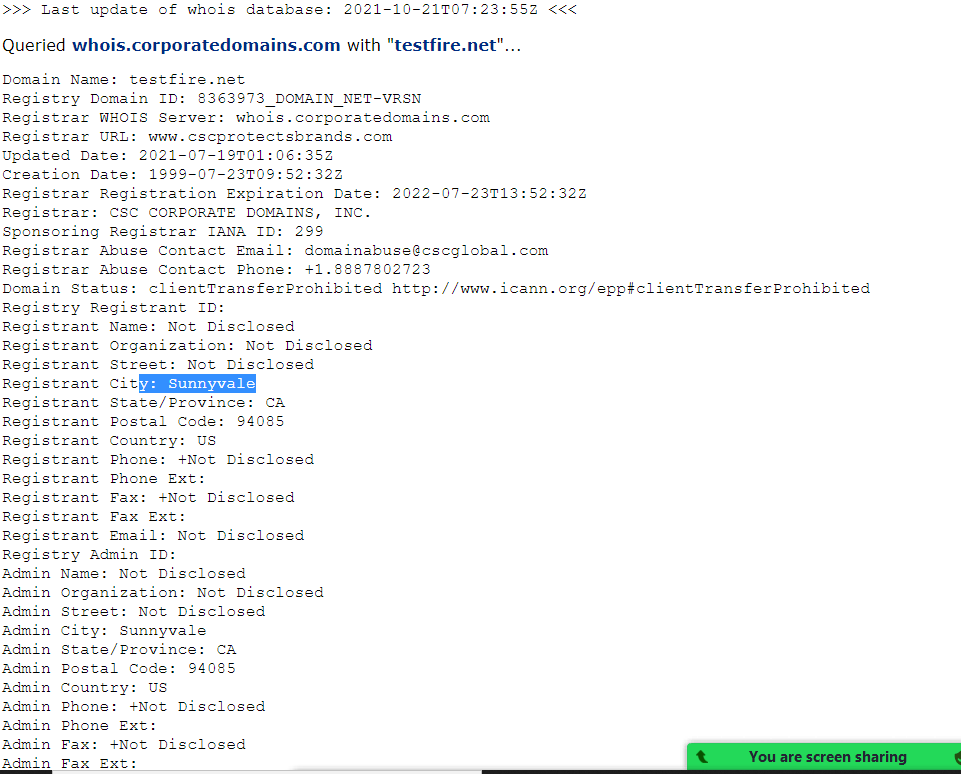 >>> Last update of whois database: 2021-10-21T07:23:55Z <<<
Queried whois.corporatedomains.com with "testfire.net"...
Domain Name: testfire.net
Registry Domain ID: 8363973_DOMAIN_NET-VRSN
Registrar WHOIS Server: whois.corporatedomains.com
Registrar URL: www.cscprotectsbrands.com
Updated Date: 2021-07-19T01:06:35Z
Creation Date: 1999-07-23T09:52:32Z
Registrar Registration Expiration Date: 2022-07-23T13:52:32Z
Registrar: CSC CORPORATE DOMAINS, INC.
Sponsoring Registrar IANA ID: 299
Registrar Abuse Contact Email: domainabuse@cscglobal.com
Registrar Abuse Contact Phone: +1.8887802723
Domain Status: clientTransferProhibited http://www.icann.org/epp#clientTransferProhibited
Registry Registrant ID:
Registrant Name: Not Disclosed
Registrant Organization: Not Disclosed
Registrant Street: Not Disclosed
Registrant City: Sunnyvale
Registrant State/Province: CA
Registrant Postal Code: 94085
Registrant Country: US
Registrant Phone: +Not Disclosed
Registrant Phone Ext:
Registrant Fax: +Not Disclosed
Registrant Fax Ext:
Registrant Email: Not Disclosed
Registry Admin ID:
Admin Name: Not Disclosed
Admin Organization: Not Disclosed
Admin Street: Not Disclosed
Admin City: Sunnyvale
Admin State/Province: CA
Admin Postal Code: 94085
Admin Country: US
Admin Phone: +Not Disclosed
Admin Phone Ext:
Admin Fax: +Not Disclosed
Admin Fax Ext:
You are screen sharing